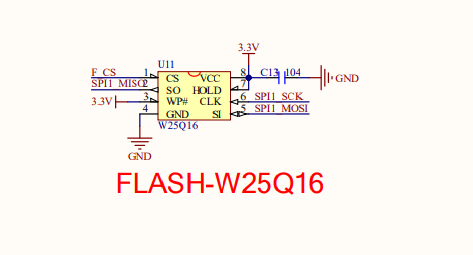 3.3V
U11
C13 104
F_CS 1 CS VCC 8
GND
SPI1_MISO 2 SO HOLD 7
3.3V 3 WP# CLK 6 SPI1_SCK
4 GND SI 5 SPI1_MOSI
W25Q16
GND
FLASH-W25Q16